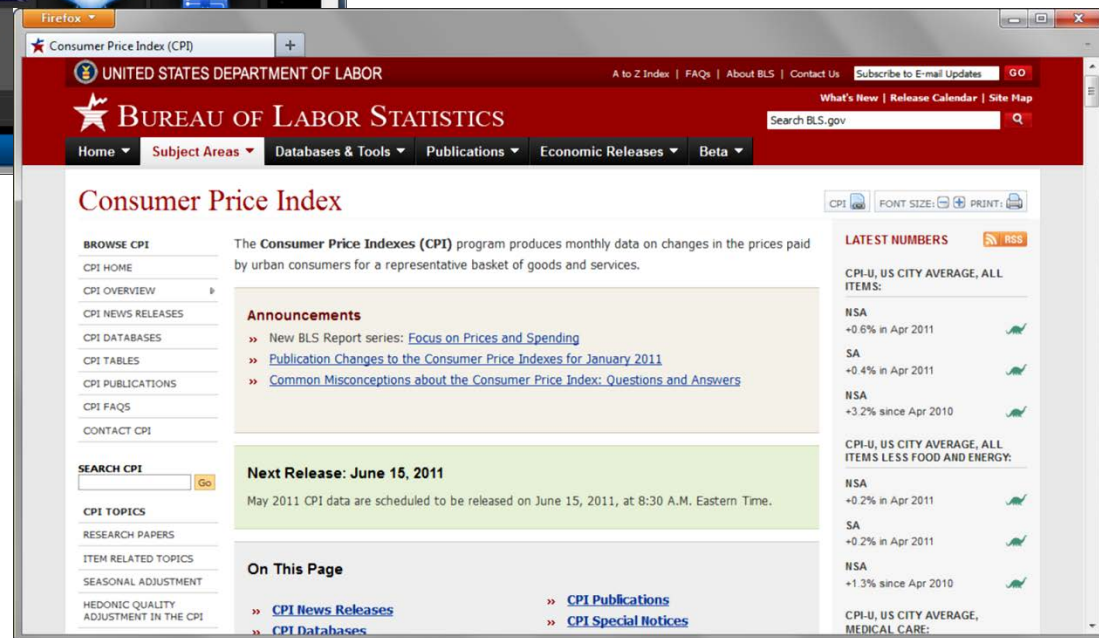 Firefox
Consumer Price Index (CPI)
UNITED STATES DEPARTMENT OF LABOR
A to Z Index | FAQs | About BLS | Contact Us Subscribe to E-mail Updates GO
What's New | Release Calendar | Site Map
BUREAU OF LABOR STATISTICS
Search BLS.gov
Home Subject Areas Databases & Tools Publications Economic Releases Beta
Consumer Price Index
CPI FONT SIZE: PRINT:
BROWSE CPI
CPI HOME
CPI OVERVIEW
CPI NEWS RELEASES
CPI DATABASES
CPI TABLES
CPI PUBLICATIONS
CPI FAQS
CONTACT CPI
SEARCH CPI
Go
CPI TOPICS
RESEARCH PAPERS
ITEM RELATED TOPICS
SEASONAL ADJUSTMENT
HEDONIC QUALITY
ADJUSTMENT IN THE CPI
The Consumer Price Indexes (CPI) program produces monthly data on changes in the prices paid
by urban consumers for a representative basket of goods and services.
Announcements
» New BLS Report series: Focus on Prices and Spending
» Publication Changes to the Consumer Price Indexes for January 2011
» Common Misconceptions about the Consumer Price Index: Questions and Answers
Next Release: June 15, 2011
May 2011 CPI data are scheduled to be released on June 15, 2011, at 8:30 A.M. Eastern Time.
On This Page
» CPI News Releases
» CPI Databases
» CPI Publications
» CPI Special Notices
LATEST NUMBERS RSS
CPI-U, US CITY AVERAGE, ALL
ITEMS:
NSA
+0.6% in Apr 2011
SA
+0.4% in Apr 2011
NSA
+3.2% since Apr 2010
CPI-U, US CITY AVERAGE, ALL
ITEMS LESS FOOD AND ENERGY:
NSA
+0.2% in Apr 2011
SA
+0.2% in Apr 2011
NSA
+1.3% since Apr 2010
CPI-U, US CITY AVERAGE,
MEDICAL CARE: